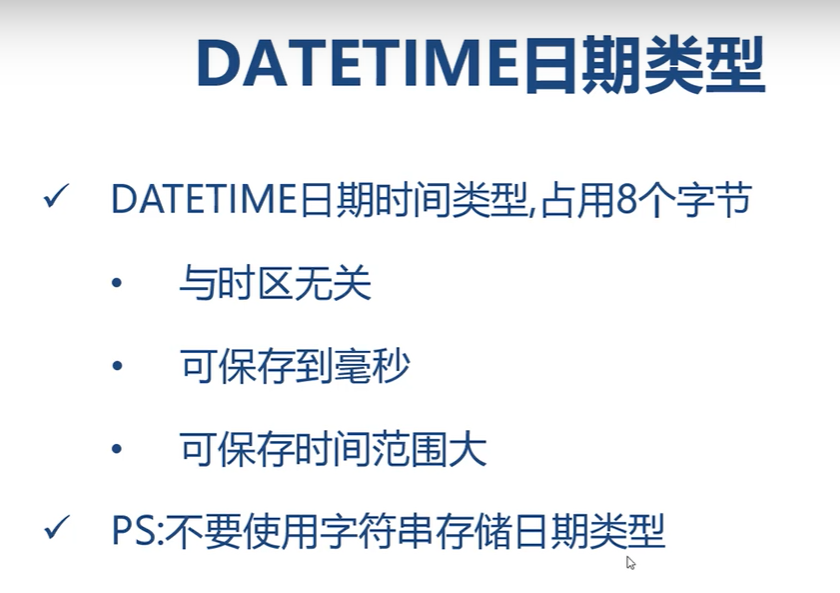 DATETIME日期类型
✓ DATETIME日期时间类型,占用8个字节
• 与时区无关
• 可保存到毫秒
• 可保存时间范围大
✓ PS:不要使用字符串存储日期类型